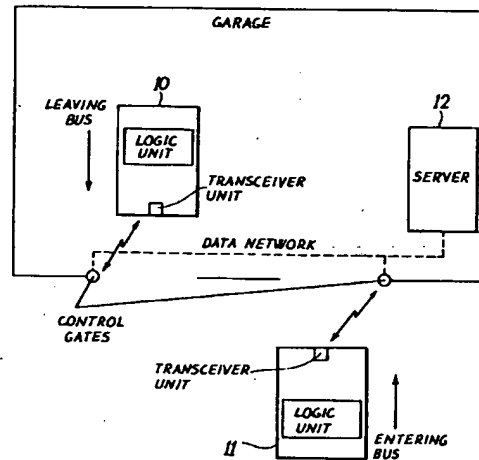 GARAGE
10
LEAVING
BUS
LOGIC
UNIT
TRANSCEIVER
UNIT
12
SERVER
DATA NETWORK
CONTROL
GATES
TRANSCEIVER
UNIT
LOGIC
UNIT
11
ENTERING
BUS